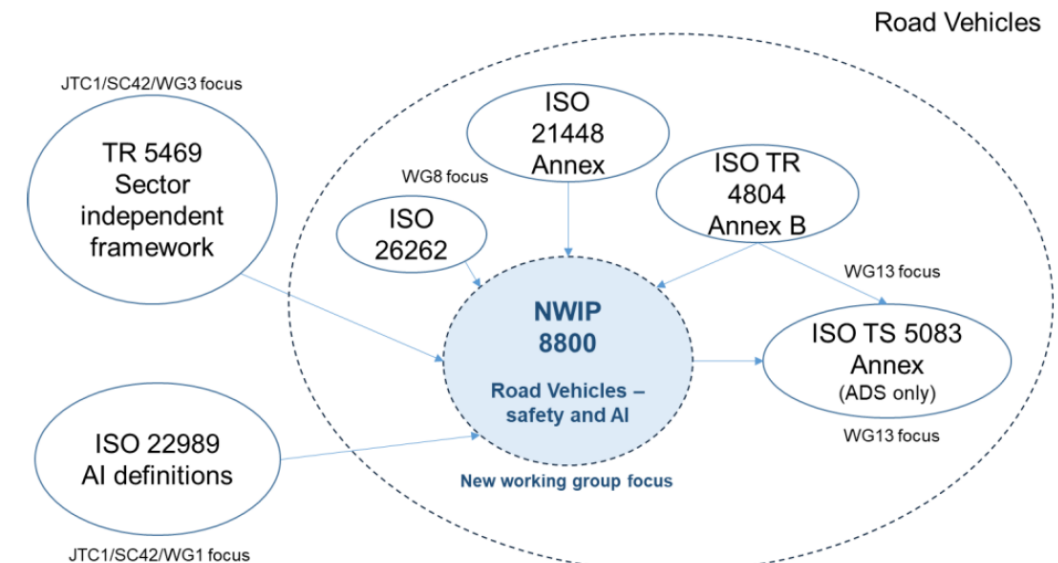 Road Vehicles
JTC1/SC42/WG3 focus
TR 5469
Sector
independent
framework
ISO
21448
Annex
WG8 focus
ISO
26262
ISO TR
4804
Annex B
WG13 focus
NWIP
8800
Road Vehicles –
safety and AI
New working group focus
ISO TS 5083
Annex
(ADS only)
WG13 focus
ISO 22989
AI definitions
JTC1/SC42/WG1 focus